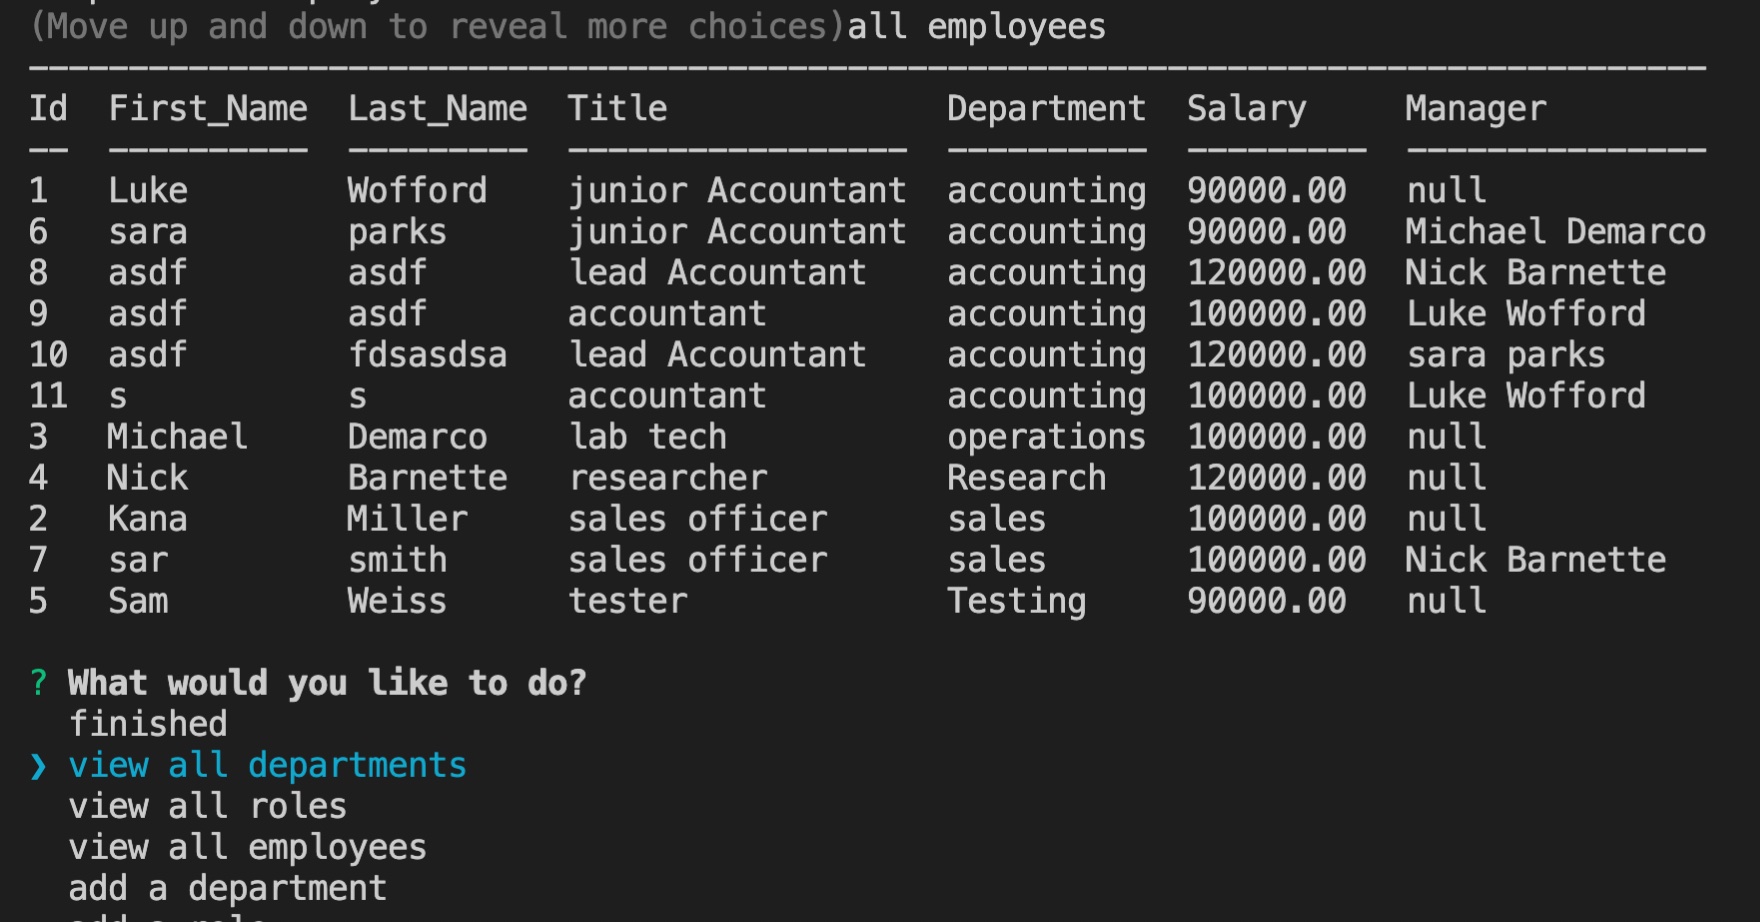 (Move up and down to reveal more choices)all employees
Id  First_Name  Last_Name  Title              Department  Salary     Manager
--  ----------  ---------  -----------------  ----------  ---------  ---------------
1   Luke        Wofford    junior Accountant  accounting  90000.00   null
6   sara        parks      junior Accountant  accounting  90000.00   Michael Demarco
8   asdf        asdf       lead Accountant    accounting  120000.00  Nick Barnette
9   asdf        asdf       accountant         accounting  100000.00  Luke Wofford
10  asdf        fdsasdsa   lead Accountant    accounting  120000.00  sara parks
11  s           s          accountant         accounting  100000.00  Luke Wofford
3   Michael     Demarco    lab tech           operations  100000.00  null
4   Nick        Barnette   researcher         Research    120000.00  null
2   Kana        Miller     sales officer      sales       100000.00  null
7   sar         smith      sales officer      sales       100000.00  Nick Barnette
5   Sam         Weiss      tester             Testing     90000.00   null
? What would you like to do?
finished
❯ view all departments
view all roles
view all employees
add a department